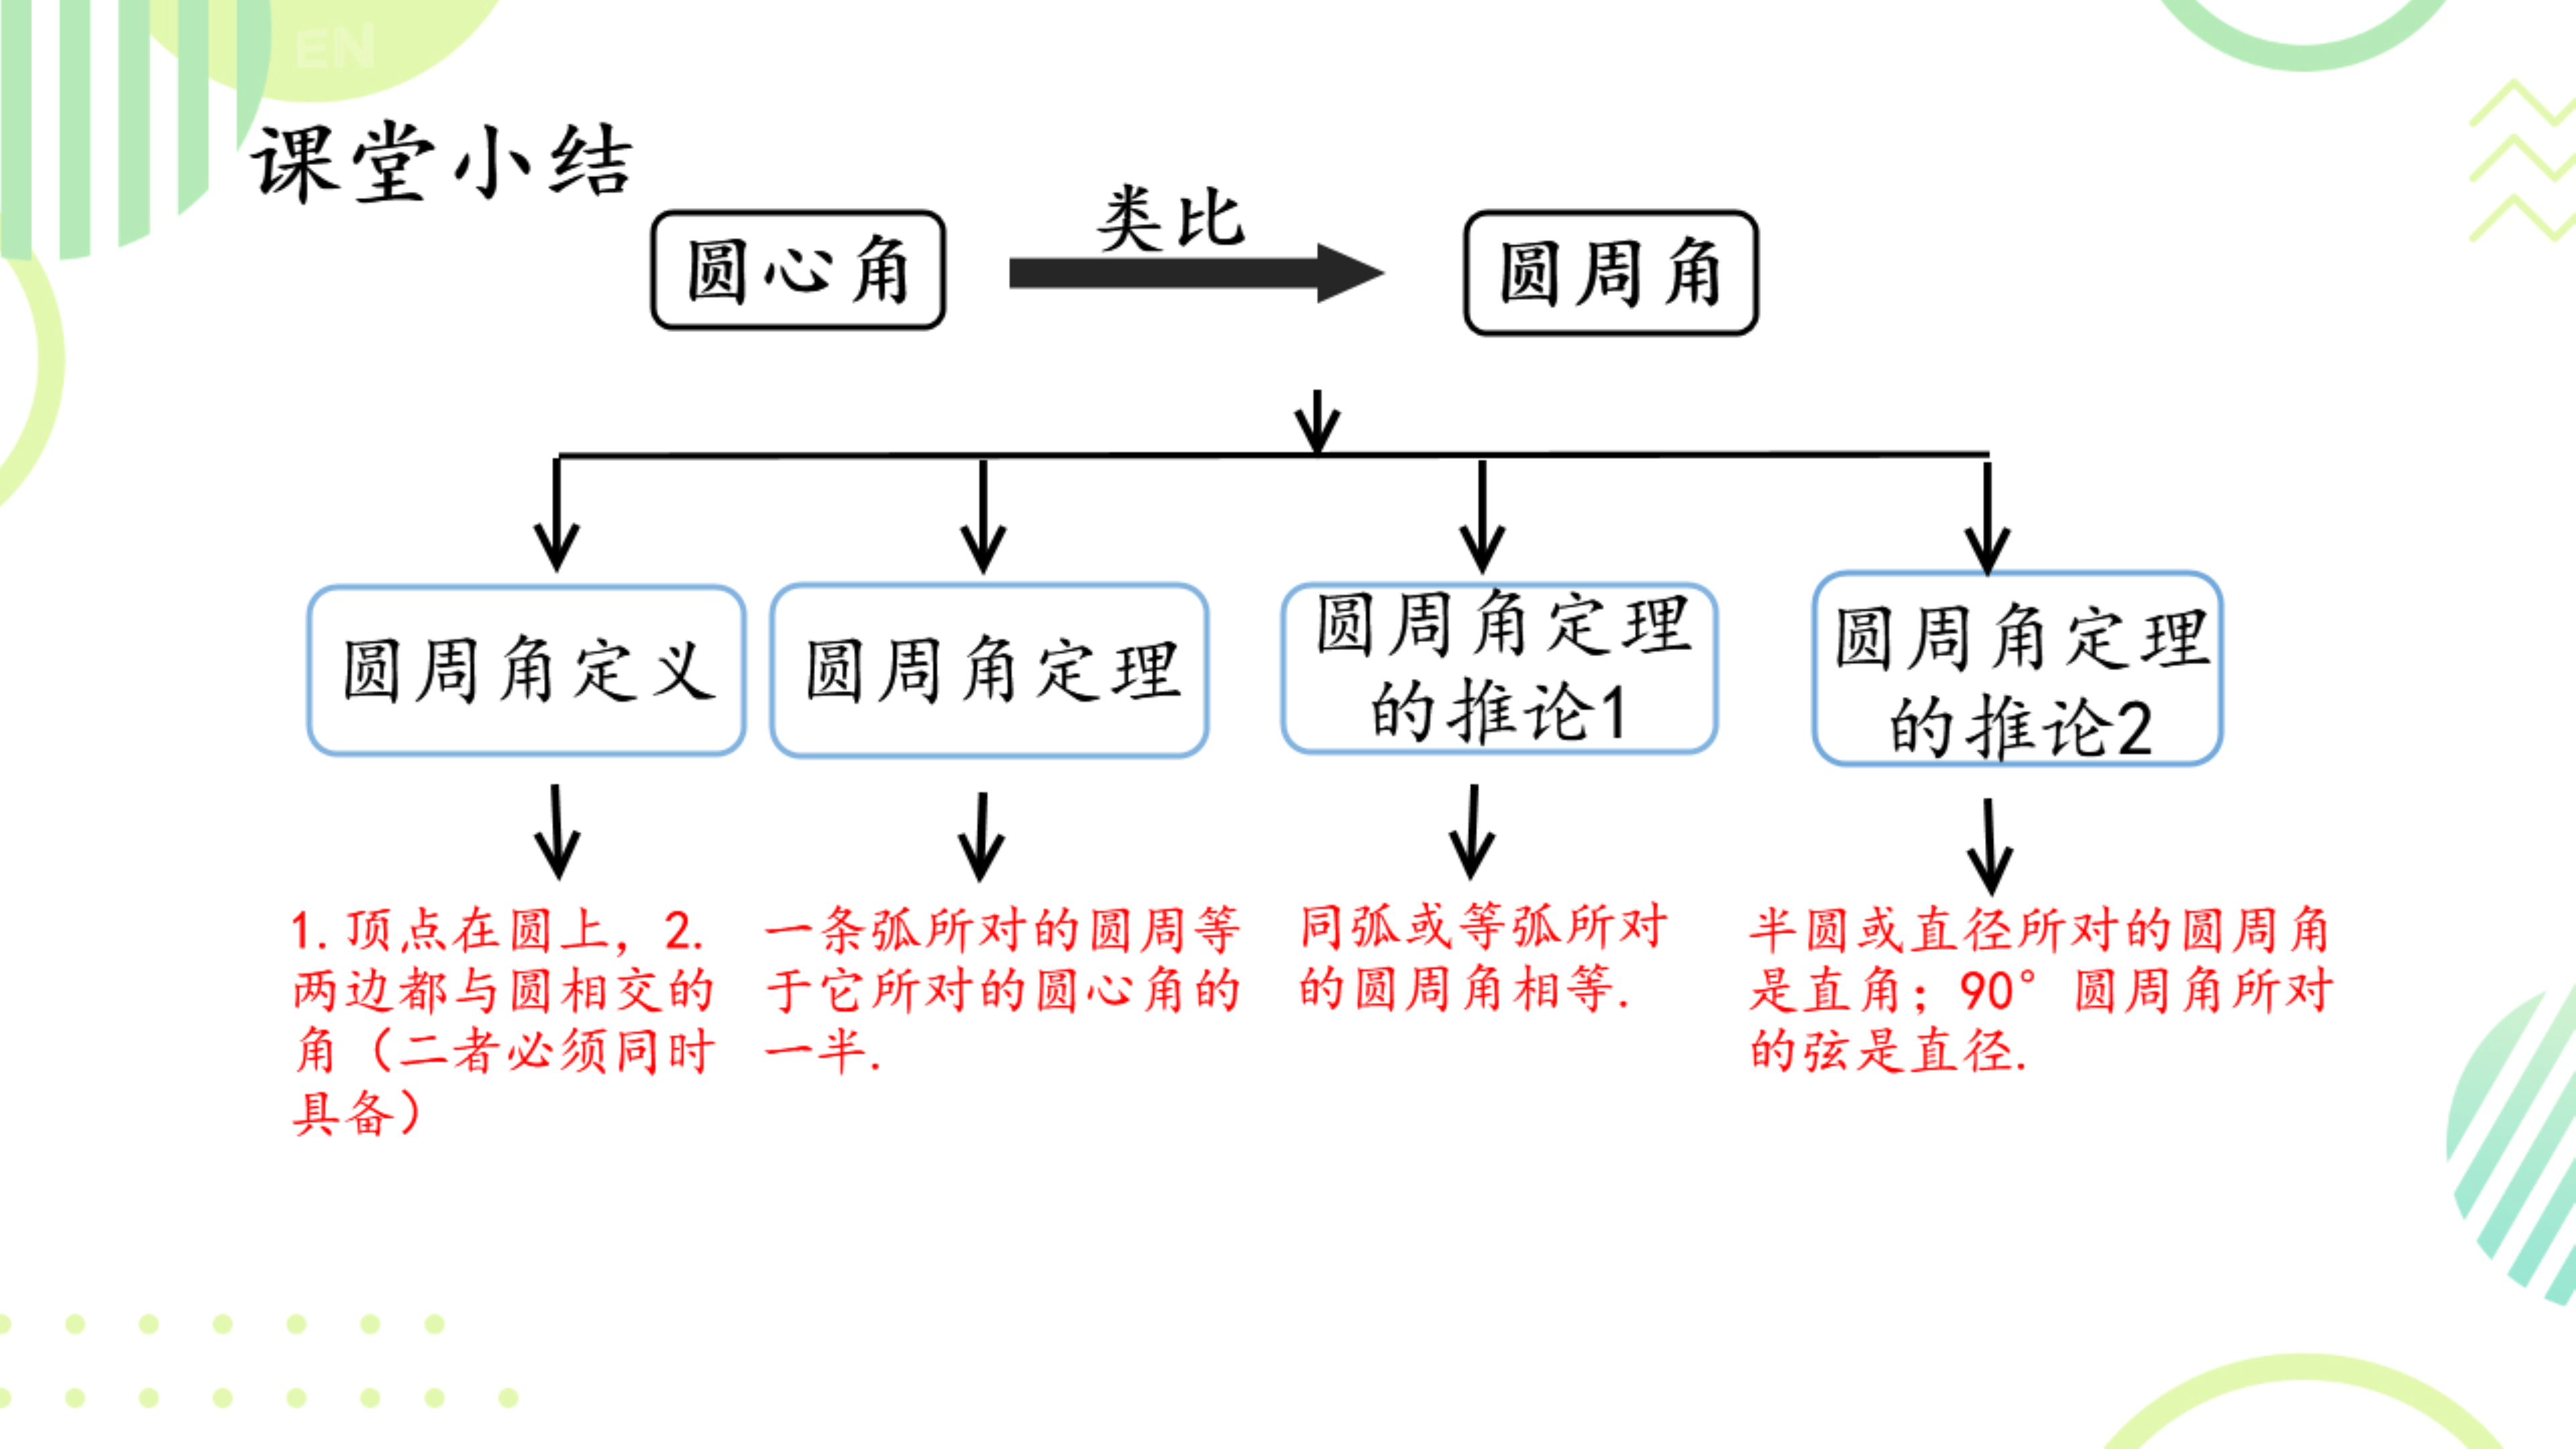 EN
课堂小结
类比
圆心角
圆周角
圆周角定义
圆周角定理
圆周角定理
的推论1
圆周角定理
的推论2
1.顶点在圆上，2.
两边都与圆相交的
角（二者必须同时
具备）
一条弧所对的圆周等
于它所对的圆心角的
一半.
同弧或等弧所对
的圆周角相等.
半圆或直径所对的圆周角
是直角；90°圆周角所对
的弦是直径.